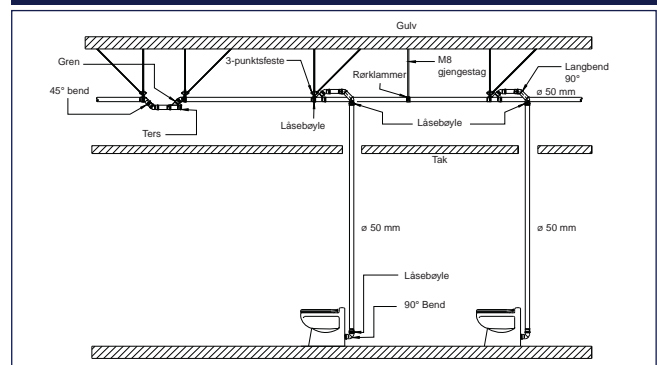 Gulv
Gren
3-punktsfeste
M8
gjengestag
Langbend
90°
45° bend
Rørklammer
ø 50 mm
Ters
Låsebøyle
Låsebøyle
Tak
ø 50 mm
ø 50 mm
Låsebøyle
90° Bend